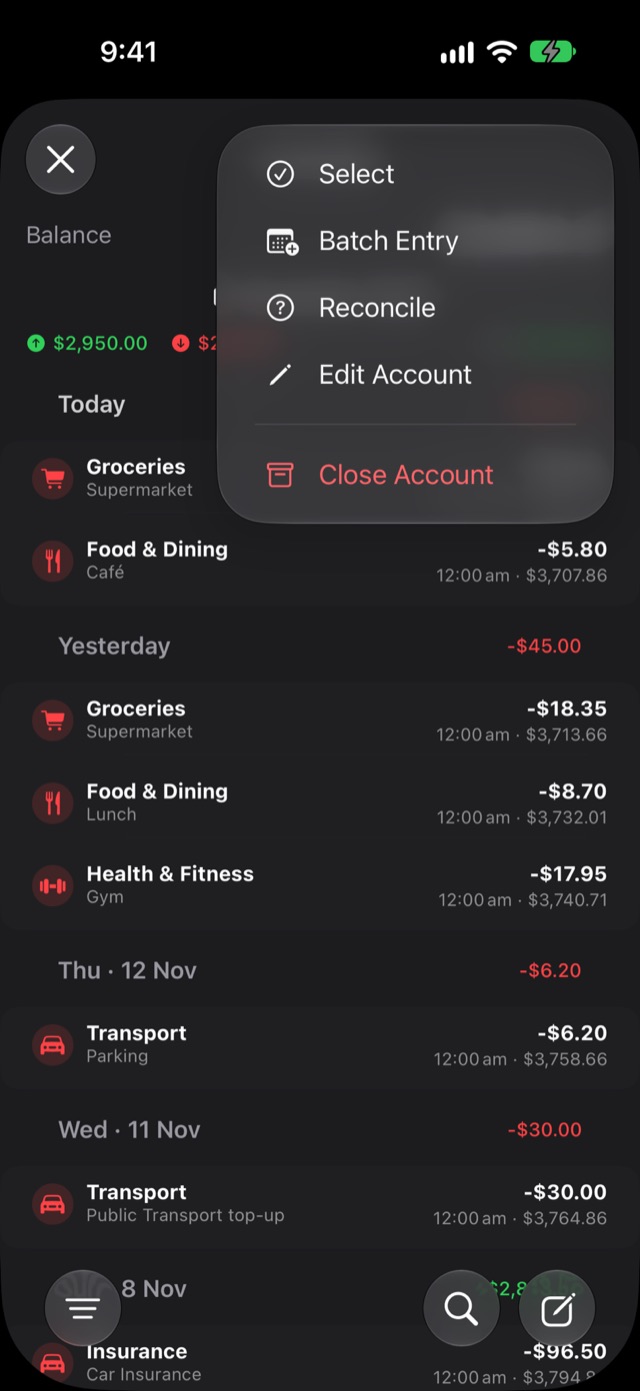 9:41
Select
Batch Entry
Balance
Reconcile
$2,950.00
Edit Account
Today
Close Account
Groceries
Supermarket
Food & Dining -$5.80
Café 12:00 am · $3,707.86
Yesterday -$45.00
Groceries -$18.35
Supermarket 12:00 am · $3,713.66
Food & Dining -$8.70
Lunch 12:00 am · $3,732.01
Health & Fitness -$17.95
Gym 12:00 am · $3,740.71
Thu · 12 Nov -$6.20
Transport -$6.20
Parking 12:00 am · $3,758.66
Wed · 11 Nov -$30.00
Transport -$30.00
Public Transport top-up 12:00 am · $3,764.86
8 Nov
Insurance -$96.50
Car Insurance 12:00 am